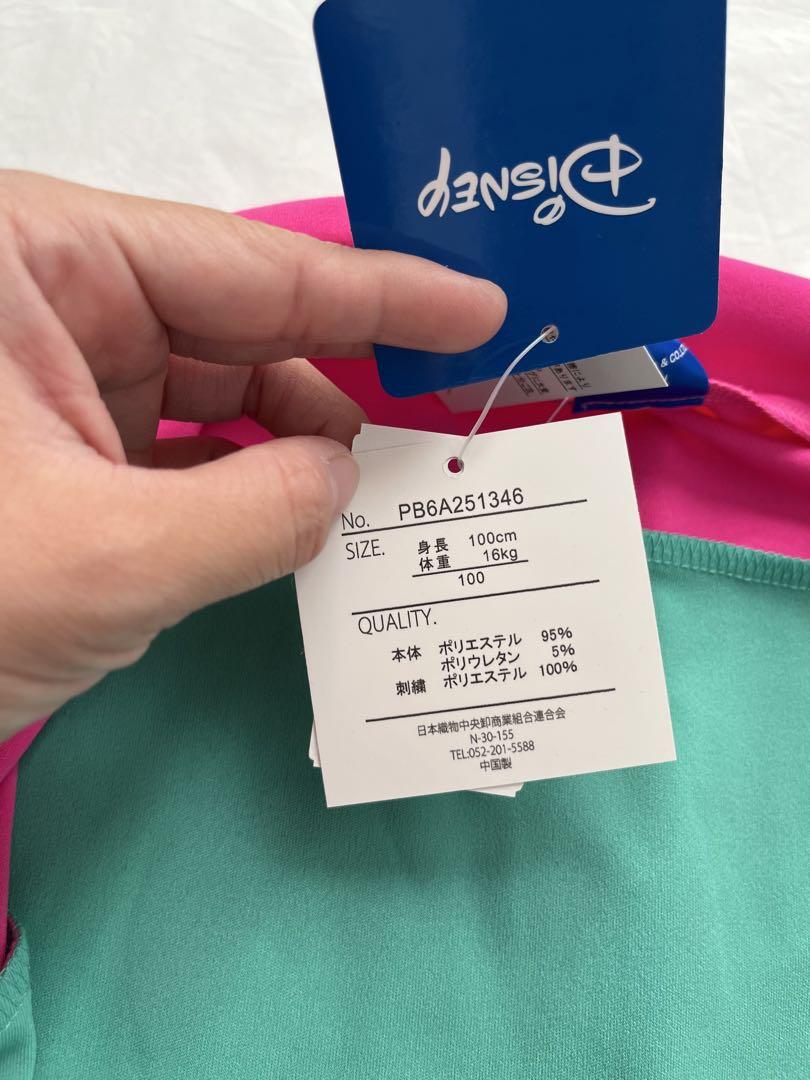 Disney
& CO.,LTD
No. PB6A251346
SIZE. 身長 100cm
体重 16kg
100
QUALITY.
本体 ポリエステル 95%
ポリウレタン 5%
刺繍 ポリエステル 100%
日本織物中央卸商業組合連合会
N-30-155
TEL:052-201-5588
中国製